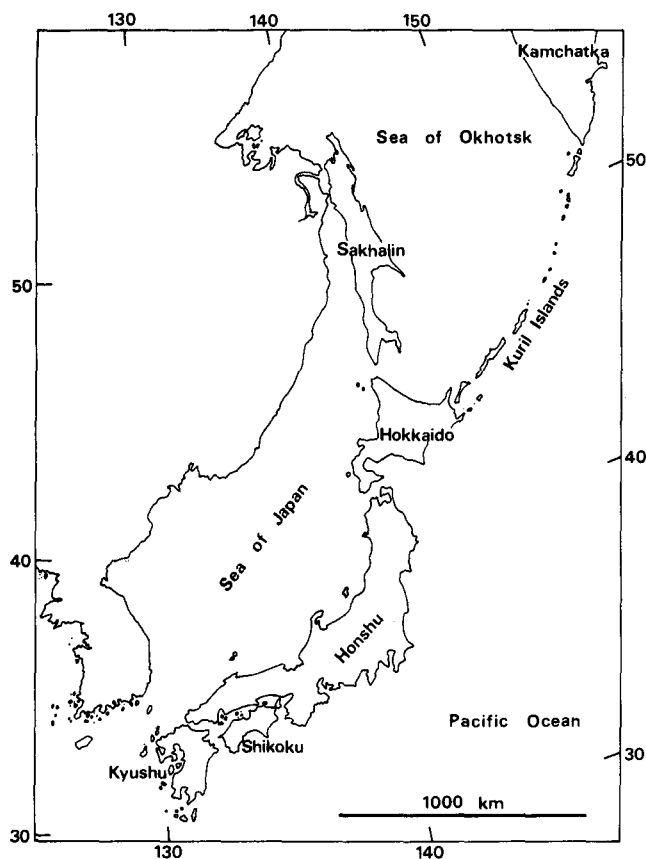 130 140 150
Kamchatka
Sea of Okhotsk
50
Sakhalin
50
Kuril Islands
Hokkaido
40
Sea of Japan
40
Honshu
Pacific Ocean
Shikoku
30
Kyushu
1000 km
30
130 140